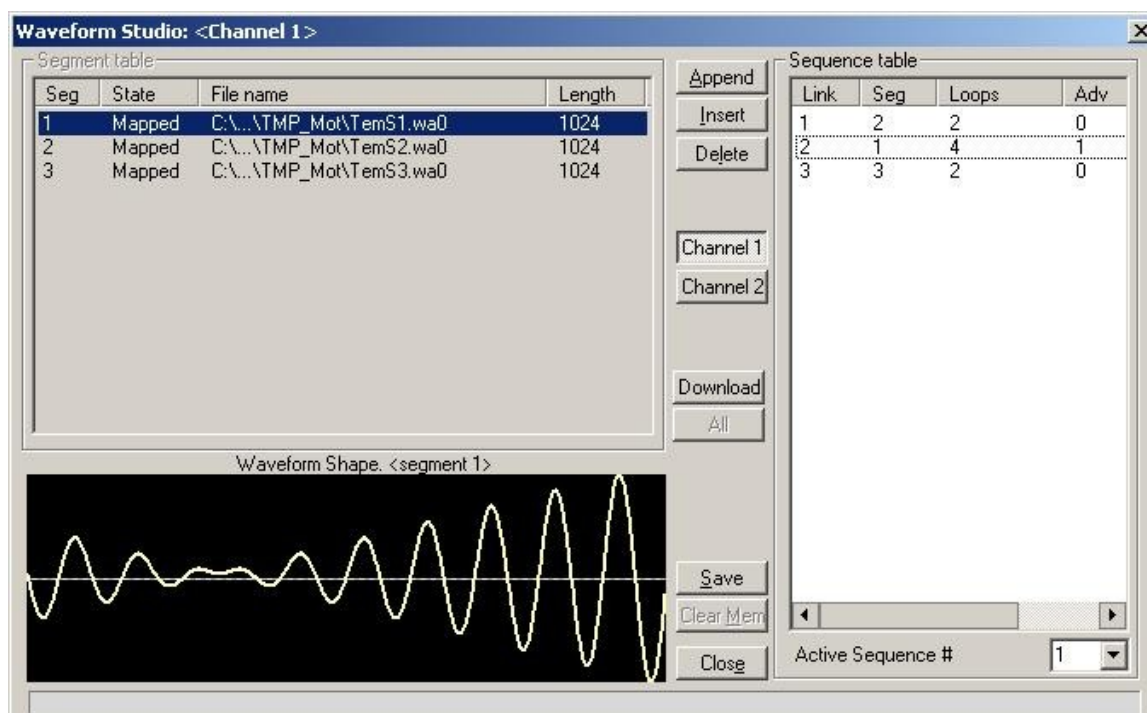 Waveform Studio: <Channel 1>
Segment table
Seg State File name Length
1 Mapped C:\...\TMP_Mot\TemS1.wa0 1024
2 Mapped C:\...\TMP_Mot\TemS2.wa0 1024
3 Mapped C:\...\TMP_Mot\TemS3.wa0 1024
Waveform Shape. <segment 1>
Append
Insert
Delete
Channel 1
Channel 2
Download
All
Save
Clear Mem
Close
Sequence table
Link Seg Loops Adv
1 2 2 0
2 1 4 1
3 3 2 0
Active Sequence # 1